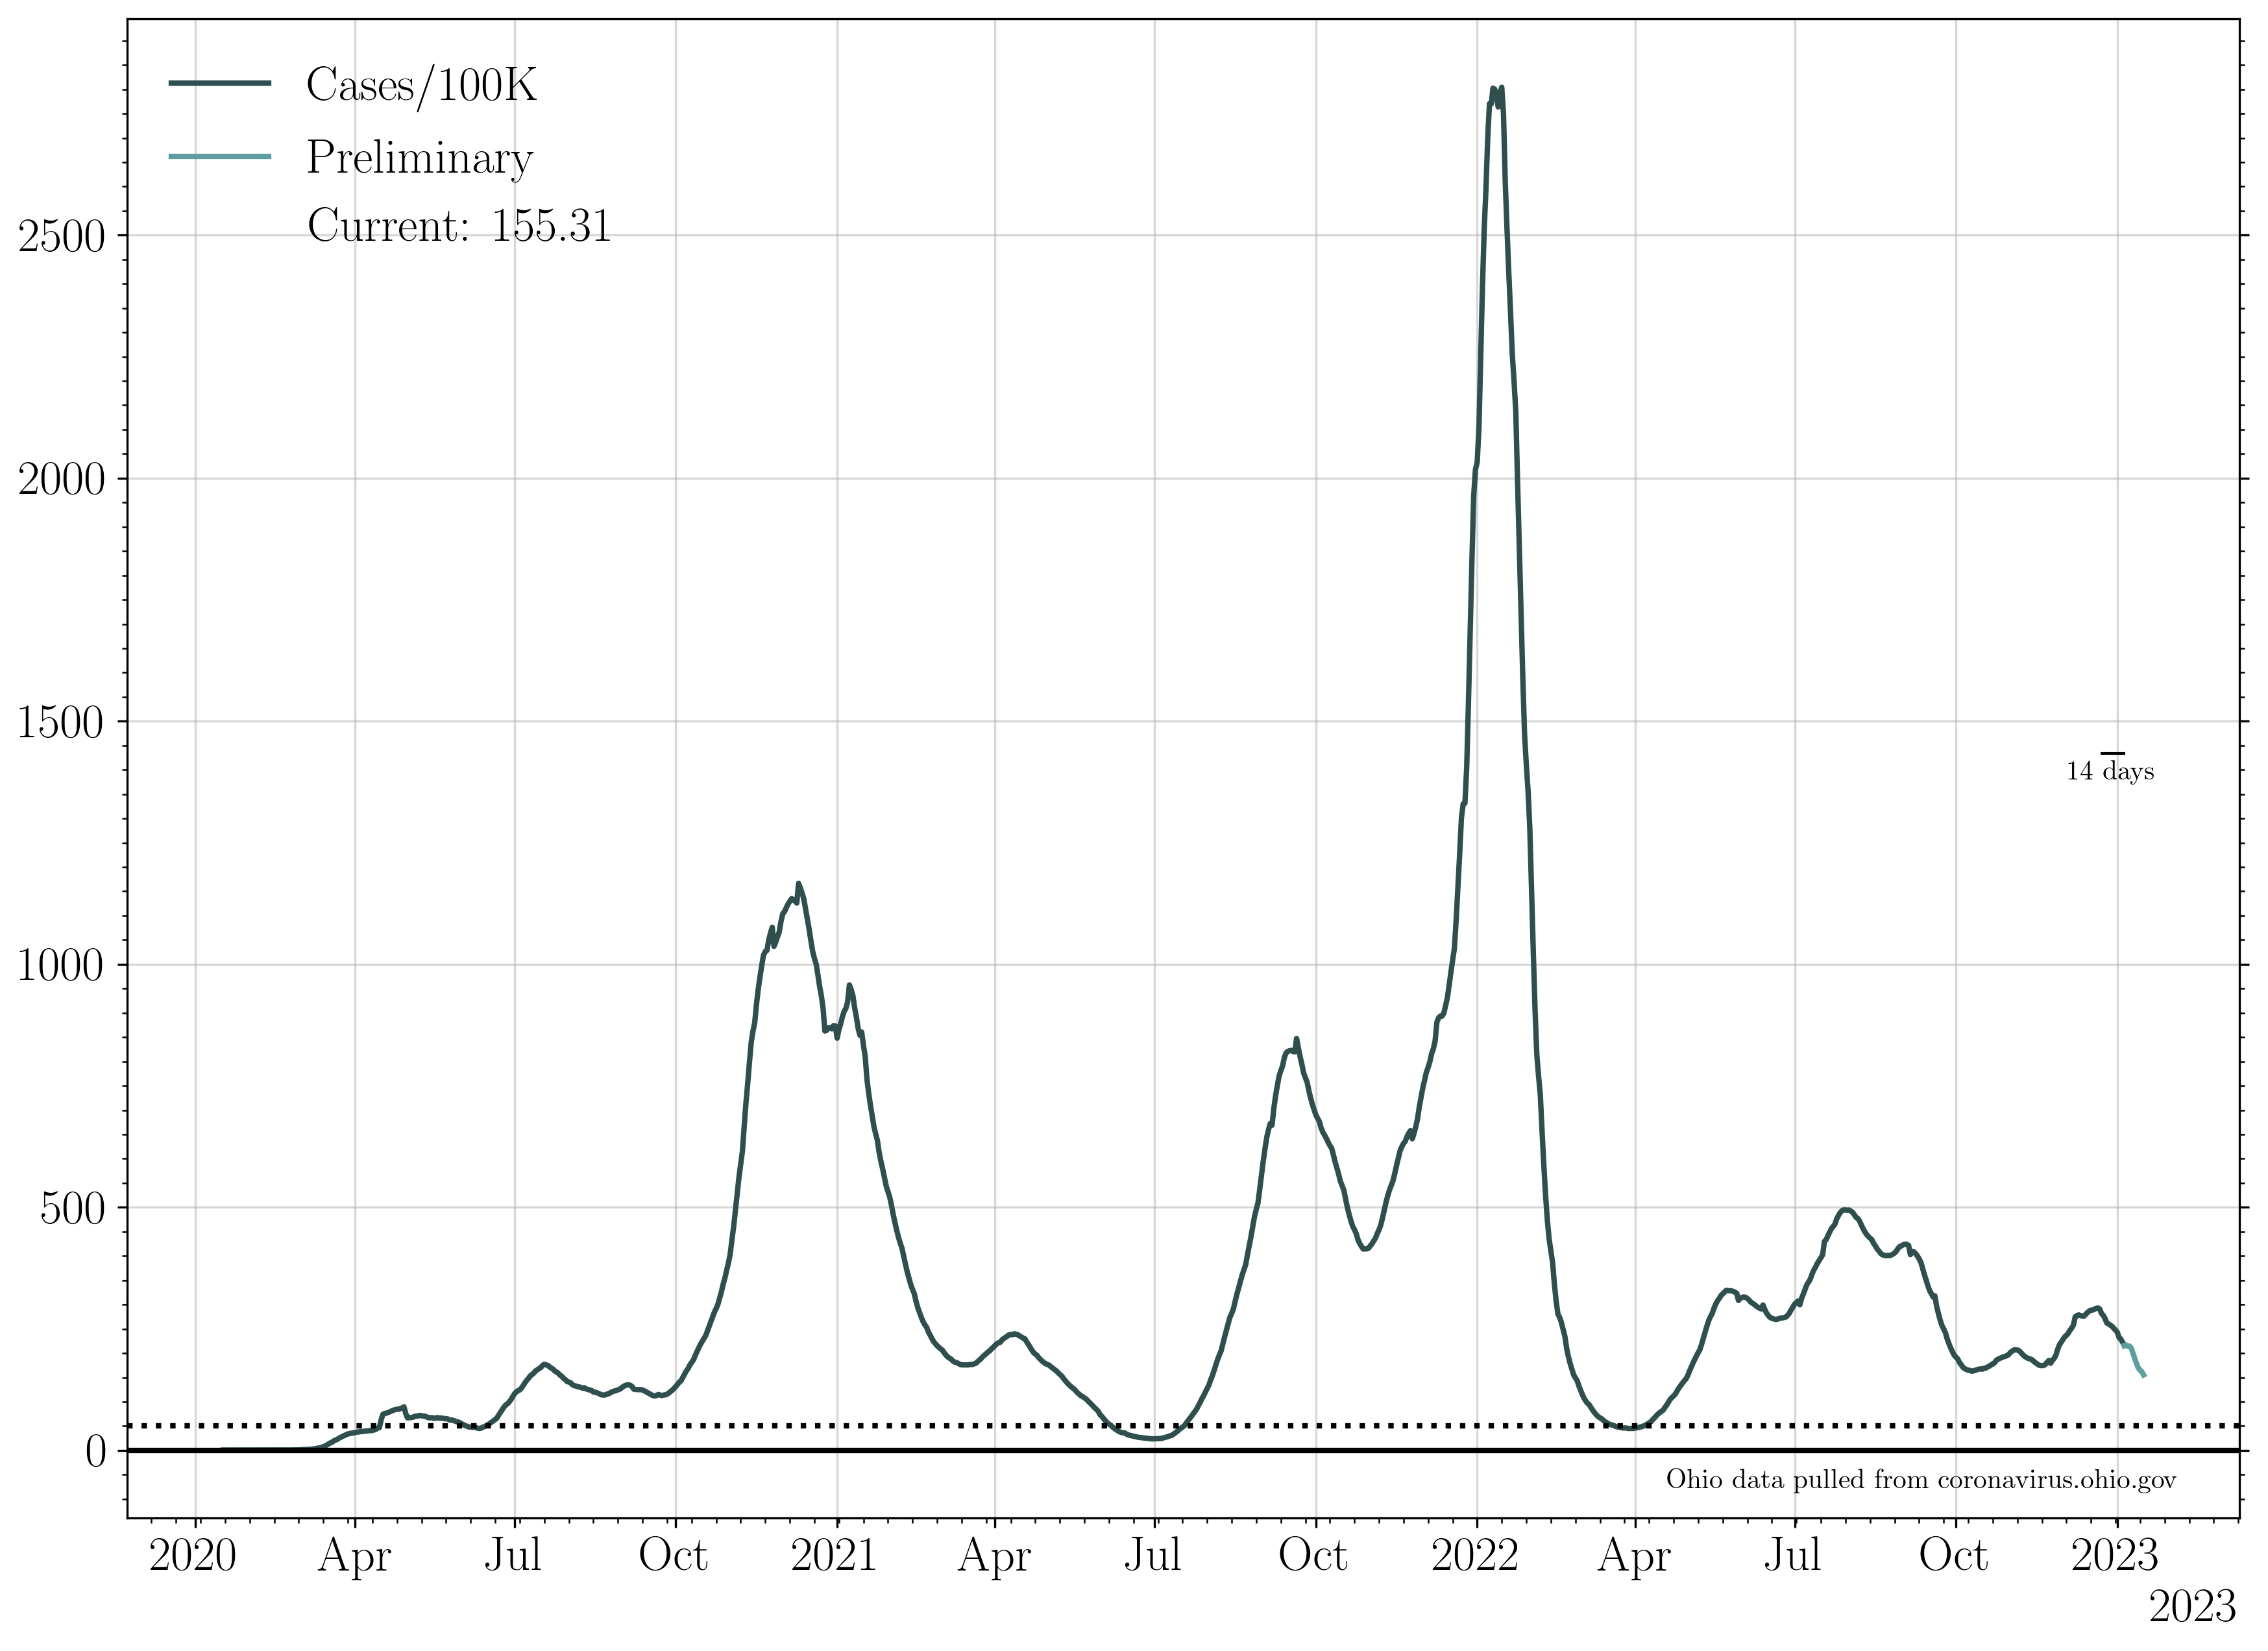 Cases/100K
Preliminary
Current: 155.31
2500
2000
1500
1000
500
0
14 days
Ohio data pulled from coronavirus.ohio.gov
2020 Apr Jul Oct 2021 Apr Jul Oct 2022 Apr Jul Oct 2023
2023